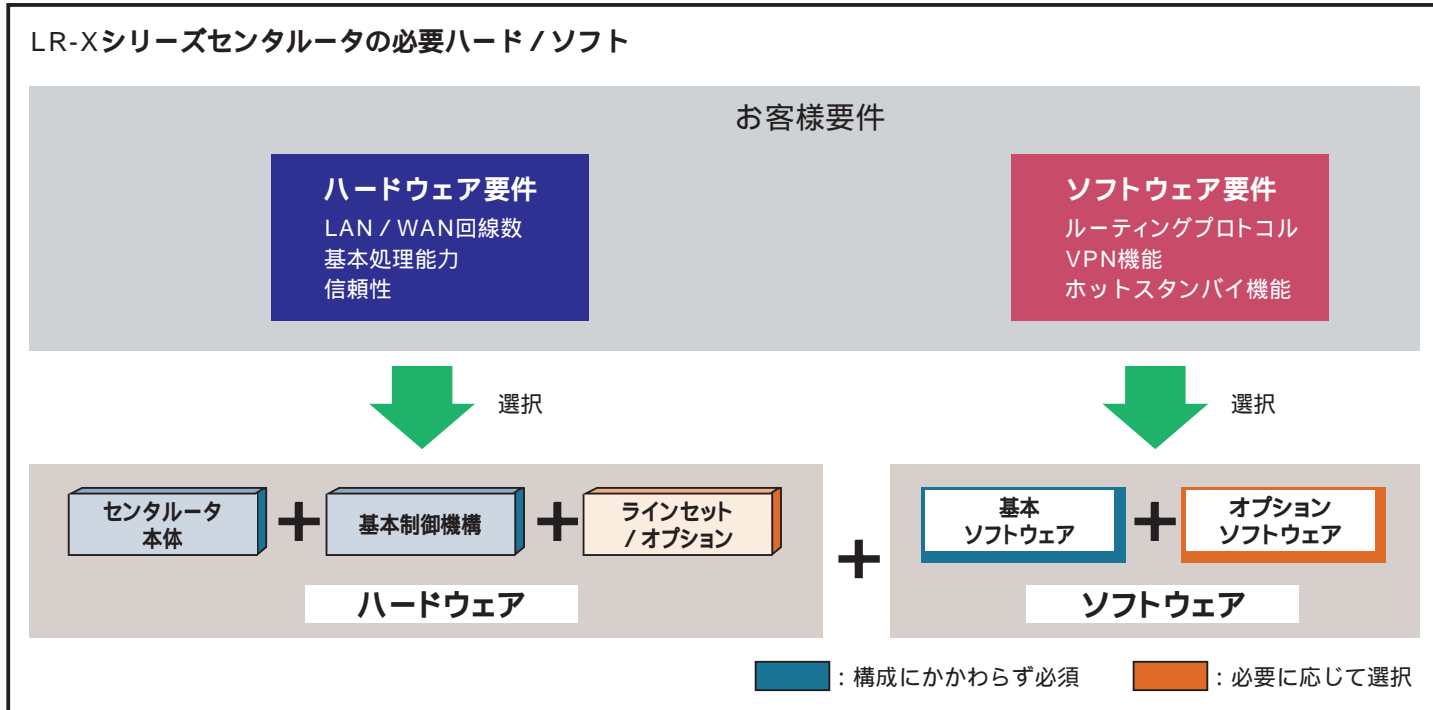 LR-Xシリーズセンタルータの必要ハード / ソフト
お客様要件
ハードウェア要件
LAN / WAN回線数
基本処理能力
信頼性
ソフトウェア要件
ルーティングプロトコル
VPN機能
ホットスタンバイ機能
選択
選択
センタルータ
本体
+
基本制御機構
+
ラインセット
/ オプション
ハードウェア
+
基本
ソフトウェア
+
オプション
ソフトウェア
ソフトウェア
: 構成にかかわらず必須
: 必要に応じて選択